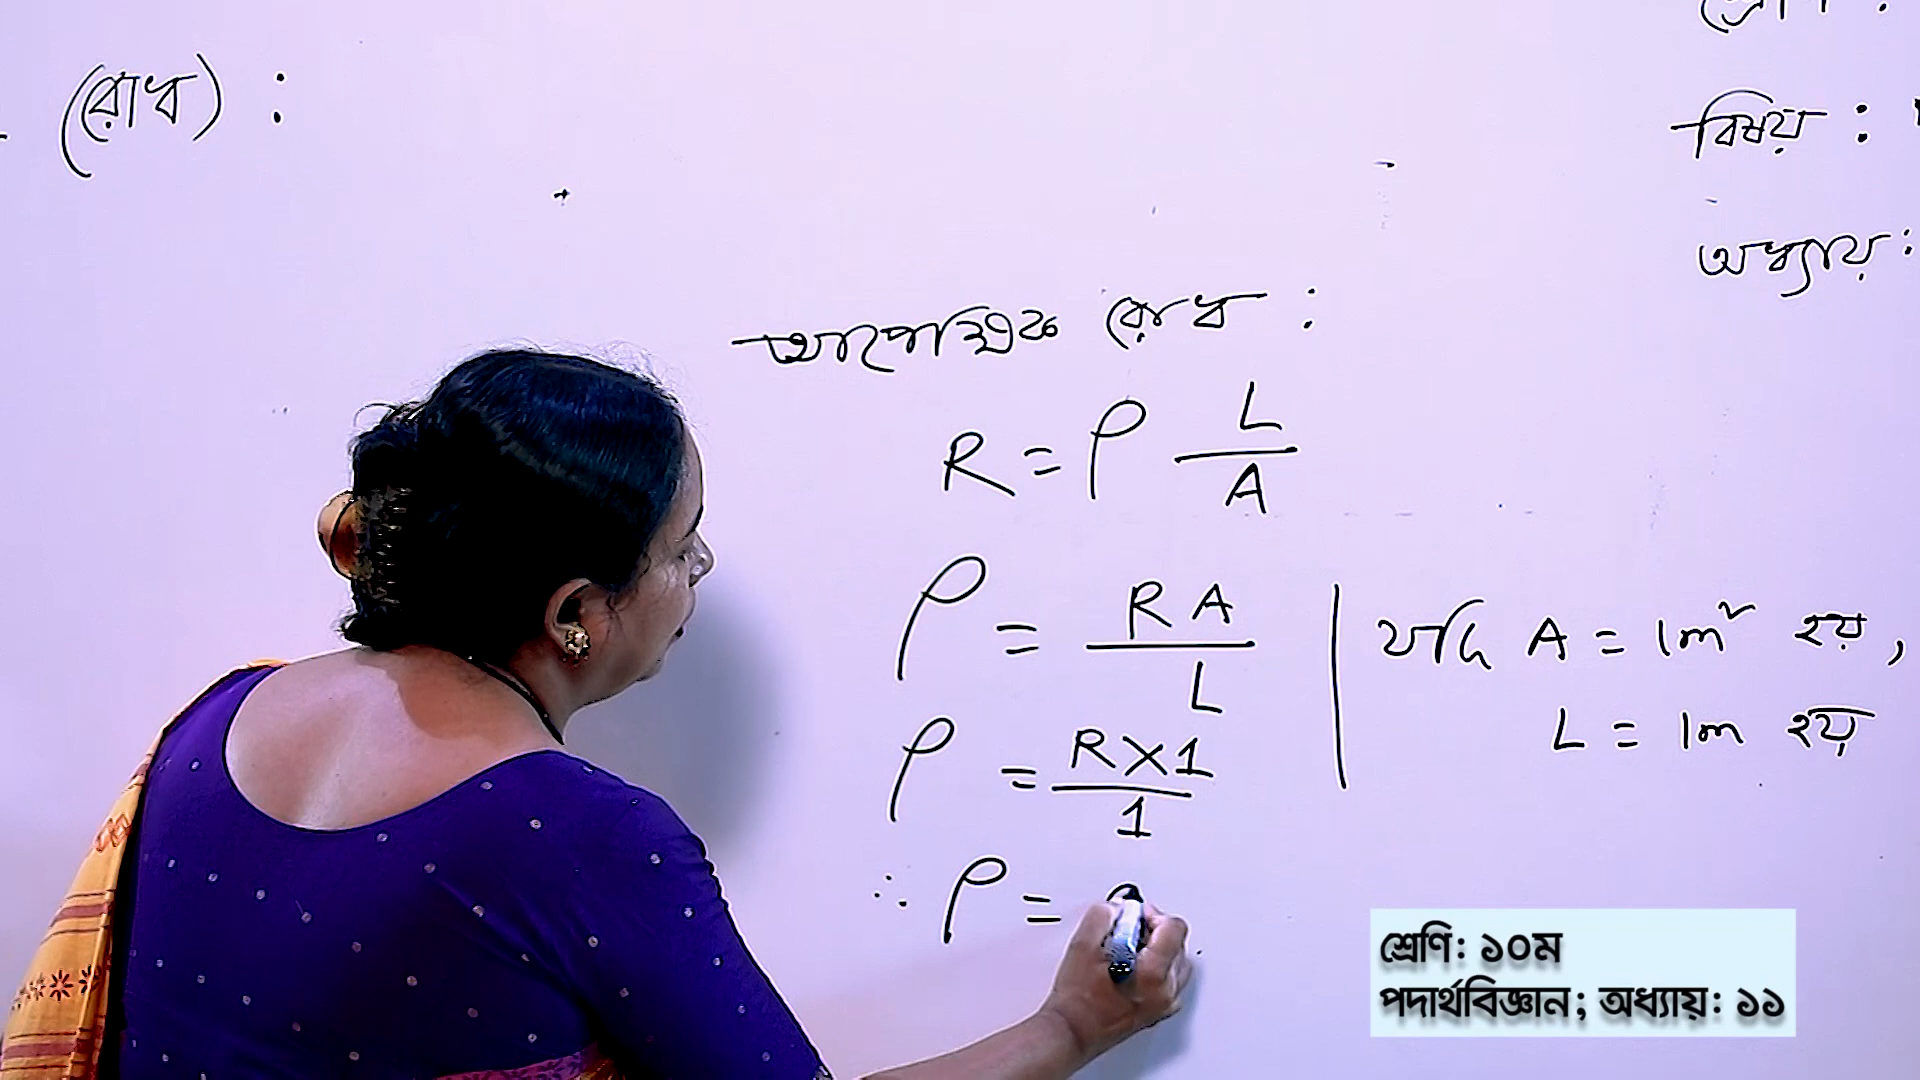 (রোধ) :
শ্রেণি :
বিষয় :
অধ্যায় :
আপেক্ষিক রোধ :
R = ρ L/A
ρ = RA/L
যদি A = 1m² হয়,
L = 1m হয়
ρ = R×1/1
∴ ρ =
শ্রেণি: ১০ম
পদার্থবিজ্ঞান; অধ্যায়: ১১